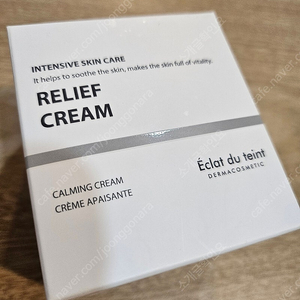 INTENSIVE SKIN CARE
It helps to soothe the skin, makes the skin full of vitality.
RELIEF
CREAM
Éclat du teint
DERMACOSMETIC
CALMING CREAM
CRÈME APAISANTE